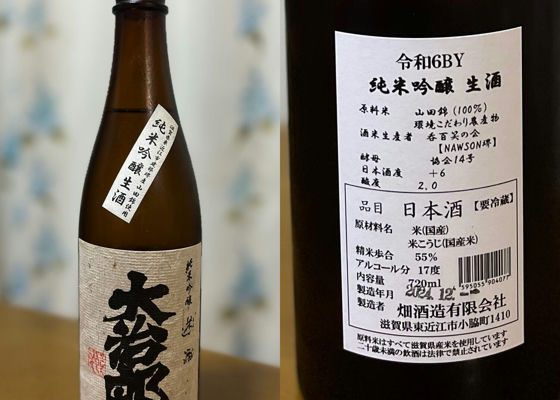 純米吟醸 生酒
純米吟醸 生酒
大治郎
令和6BY
純米吟醸 生酒
原料米 山田錦(100%)
環境こだわり農産物
酒米生産者 呑百笑の会
【NAWSON堺】
酵母 協会14号
日本酒度 +6
酸度 2.0
品目 日本酒【要冷蔵】
原材料名 米(国産)
米こうじ(国産米)
精米歩合 55%
アルコール分 17度
内容量 720ml
製造年月 2024.12
製造者 畑酒造有限会社
滋賀県東近江市小脇町1410
原料米はすべて滋賀県産米を使用しています
二十歳未満の飲酒は法律で禁止されています